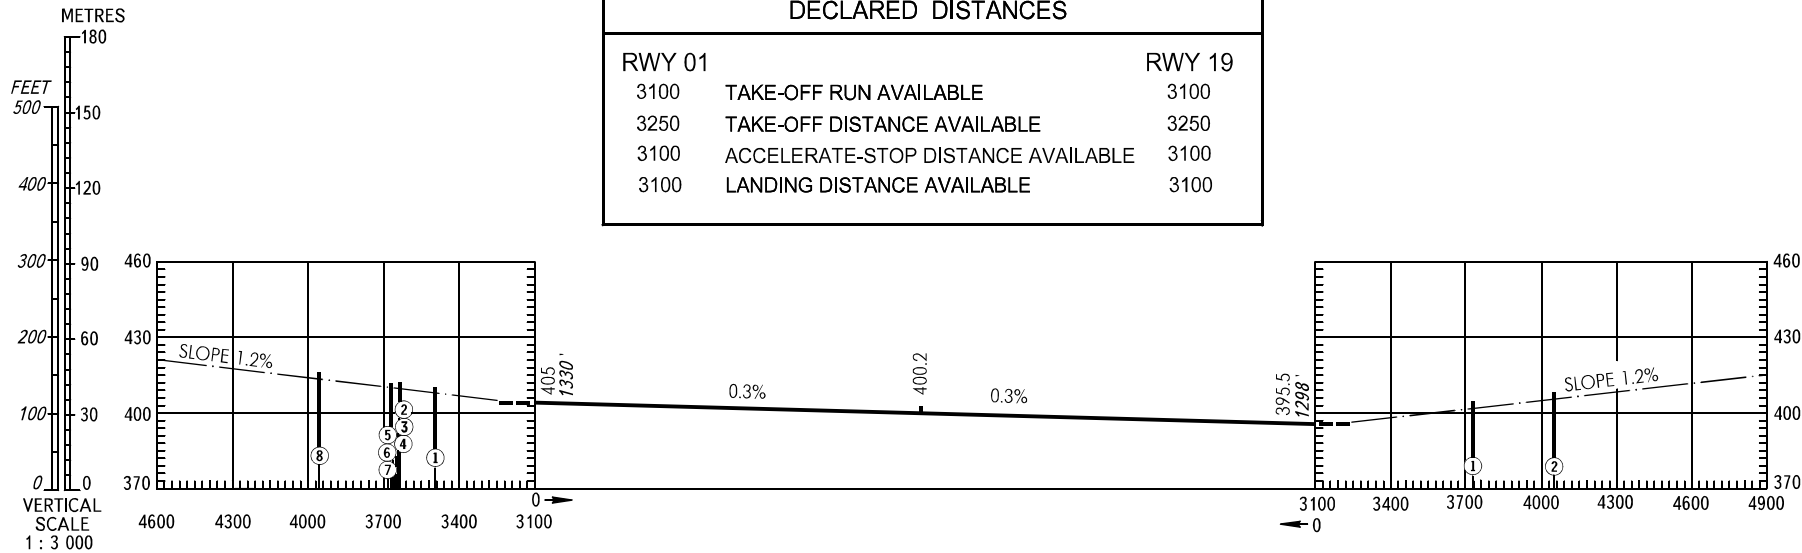 DECLARED DISTANCES
RWY 01 RWY 19
3100 TAKE-OFF RUN AVAILABLE 3100
3250 TAKE-OFF DISTANCE AVAILABLE 3250
3100 ACCELERATE-STOP DISTANCE AVAILABLE 3100
3100 LANDING DISTANCE AVAILABLE 3100
METRES
180
150
120
90
60
30
0
FEET
500
400
300
200
100
0
VERTICAL
SCALE
1 : 3 000
460
430
400
370
SLOPE 1.2%
8
5
6
7
2
3
4
1
4600 4300 4000 3700 3400 3100
0
405
1330'
0.3%
400.2
0.3%
395.5
1298'
SLOPE 1.2%
1
2
460
430
400
370
3100 3400 3700 4000 4300 4600 4900
0